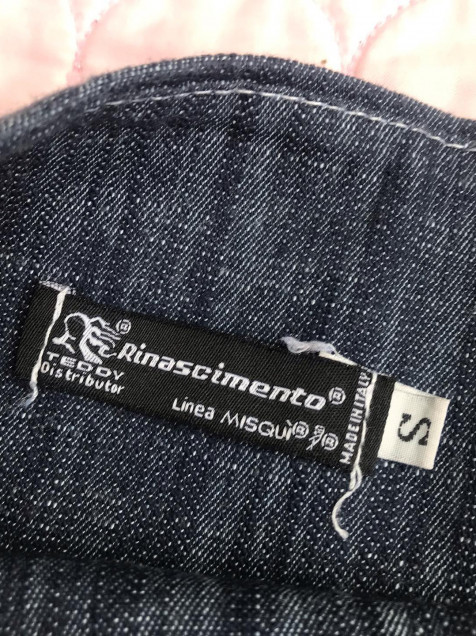 ® Rinascimento®
TEDDY
Distributor
Linea MISQUI®®
MADE IN ITALY
S